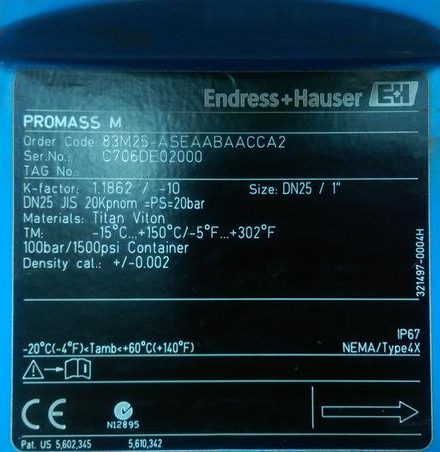 Endress+Hauser E+H
PROMASS M
Order Code: 83M25-ASEAABAACCA2
Ser.No.: C706DE02000
TAG No.:
K-factor: 1.1862 / -10 Size: DN25 / 1"
DN25 JIS 20Kpnom =PS=20bar
Materials: Titan Viton
TM: -15°C...+150°C/-5°F...+302°F
100bar/1500psi Container
Density cal.: +/-0.002
321497-0004H
IP67
-20°C(-4°F)<Tamb<+60°C(+140°F) NEMA/Type4X
CE
N12895
Pat. US 5,602,345 5,610,342